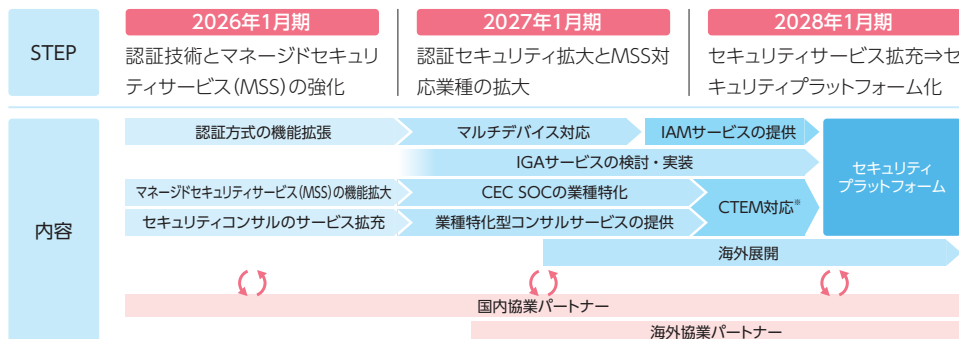 STEP
2026年1月期
認証技術とマネージドセキュリ
ティサービス(MSS)の強化
2027年1月期
認証セキュリティ拡大とMSS対
応業種の拡大
2028年1月期
セキュリティサービス拡充⇒セ
キュリティプラットフォーム化
内容
認証方式の機能拡張
マルチデバイス対応
IAMサービスの提供
IGAサービスの検討・実装
マネージドセキュリティサービス(MSS)の機能拡大
CEC SOCの業種特化
セキュリティコンサルのサービス拡充
業種特化型コンサルサービスの提供
CTEM対応※
セキュリティ
プラットフォーム
海外展開
国内協業パートナー
海外協業パートナー